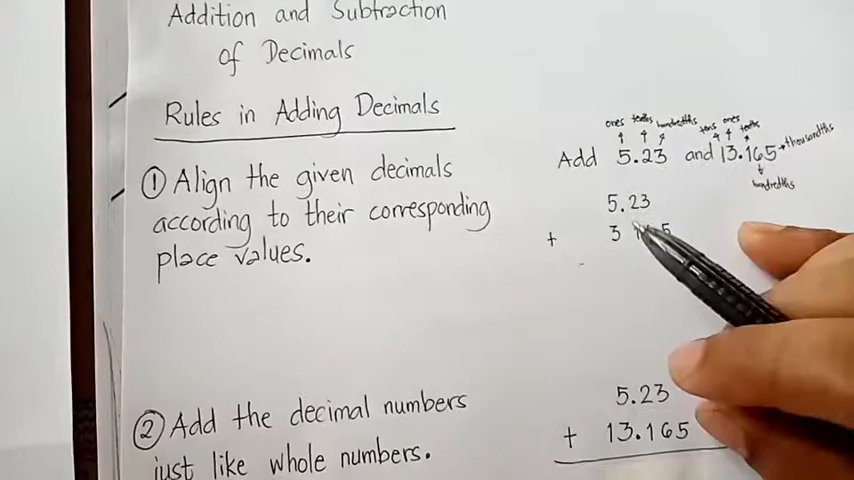 Addition and Subtraction
of Decimals
Rules in Adding Decimals
① Align the given decimals
according to their corresponding
place values.
ones tenths hundredths tens ones tenths
Add 5.23 and 13.165 → thousandths
hundredths
5.23
+ 3 1 5
② Add the decimal numbers
just like whole numbers.
5.23
+ 13.165